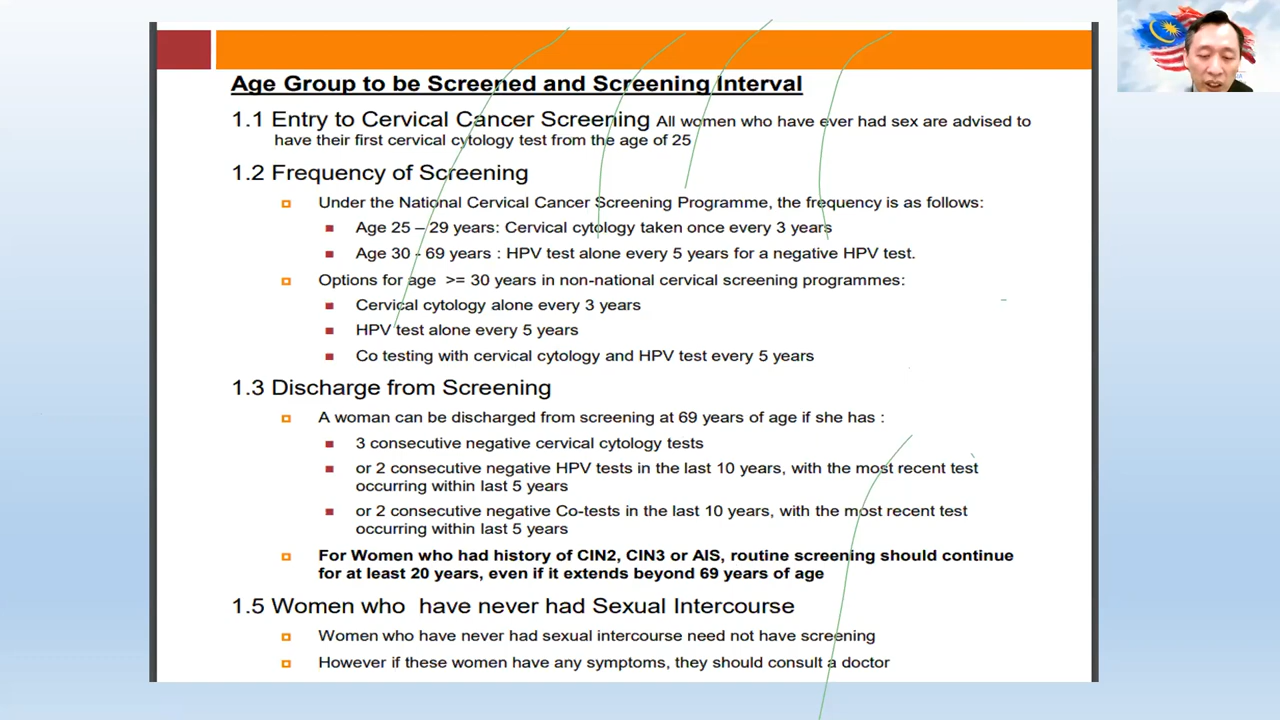 Age Group to be Screened and Screening Interval
1.1 Entry to Cervical Cancer Screening All women who have ever had sex are advised to
have their first cervical cytology test from the age of 25
1.2 Frequency of Screening
Under the National Cervical Cancer Screening Programme, the frequency is as follows:
Age 25 – 29 years: Cervical cytology taken once every 3 years
Age 30 - 69 years : HPV test alone every 5 years for a negative HPV test.
Options for age >= 30 years in non-national cervical screening programmes:
Cervical cytology alone every 3 years
HPV test alone every 5 years
Co testing with cervical cytology and HPV test every 5 years
1.3 Discharge from Screening
A woman can be discharged from screening at 69 years of age if she has :
3 consecutive negative cervical cytology tests
or 2 consecutive negative HPV tests in the last 10 years, with the most recent test
occurring within last 5 years
or 2 consecutive negative Co-tests in the last 10 years, with the most recent test
occurring within last 5 years
For Women who had history of CIN2, CIN3 or AIS, routine screening should continue
for at least 20 years, even if it extends beyond 69 years of age
1.5 Women who have never had Sexual Intercourse
Women who have never had sexual intercourse need not have screening
However if these women have any symptoms, they should consult a doctor